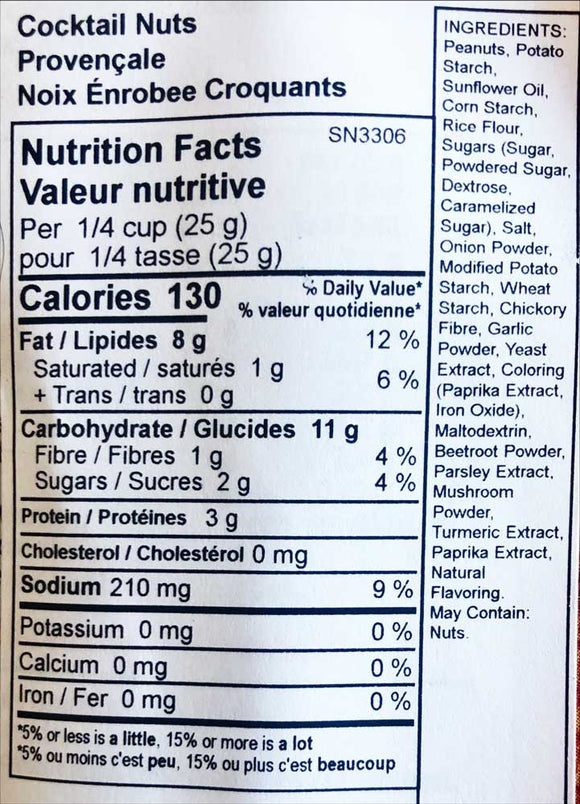 Cocktail Nuts
Provençale
Noix Énrobee Croquants
SN3306
Nutrition Facts
Valeur nutritive
Per 1/4 cup (25 g)
pour 1/4 tasse (25 g)
Calories 130
% Daily Value*
% valeur quotidienne*
Fat / Lipides 8 g 12 %
Saturated / saturés 1 g
+ Trans / trans 0 g
6 %
Carbohydrate / Glucides 11 g
Fibre / Fibres 1 g 4 %
Sugars / Sucres 2 g 4 %
Protein / Protéines 3 g
Cholesterol / Cholestérol 0 mg
Sodium 210 mg 9 %
Potassium 0 mg 0 %
Calcium 0 mg 0 %
Iron / Fer 0 mg 0 %
*5% or less is a little, 15% or more is a lot
*5% ou moins c'est peu, 15% ou plus c'est beaucoup
INGREDIENTS:
Peanuts, Potato
Starch,
Sunflower Oil,
Corn Starch,
Rice Flour,
Sugars (Sugar,
Powdered Sugar,
Dextrose,
Caramelized
Sugar), Salt,
Onion Powder,
Modified Potato
Starch, Wheat
Starch, Chickory
Fibre, Garlic
Powder, Yeast
Extract, Coloring
(Paprika Extract,
Iron Oxide),
Maltodextrin,
Beetroot Powder,
Parsley Extract,
Mushroom
Powder,
Turmeric Extract,
Paprika Extract,
Natural
Flavoring.
May Contain:
Nuts.